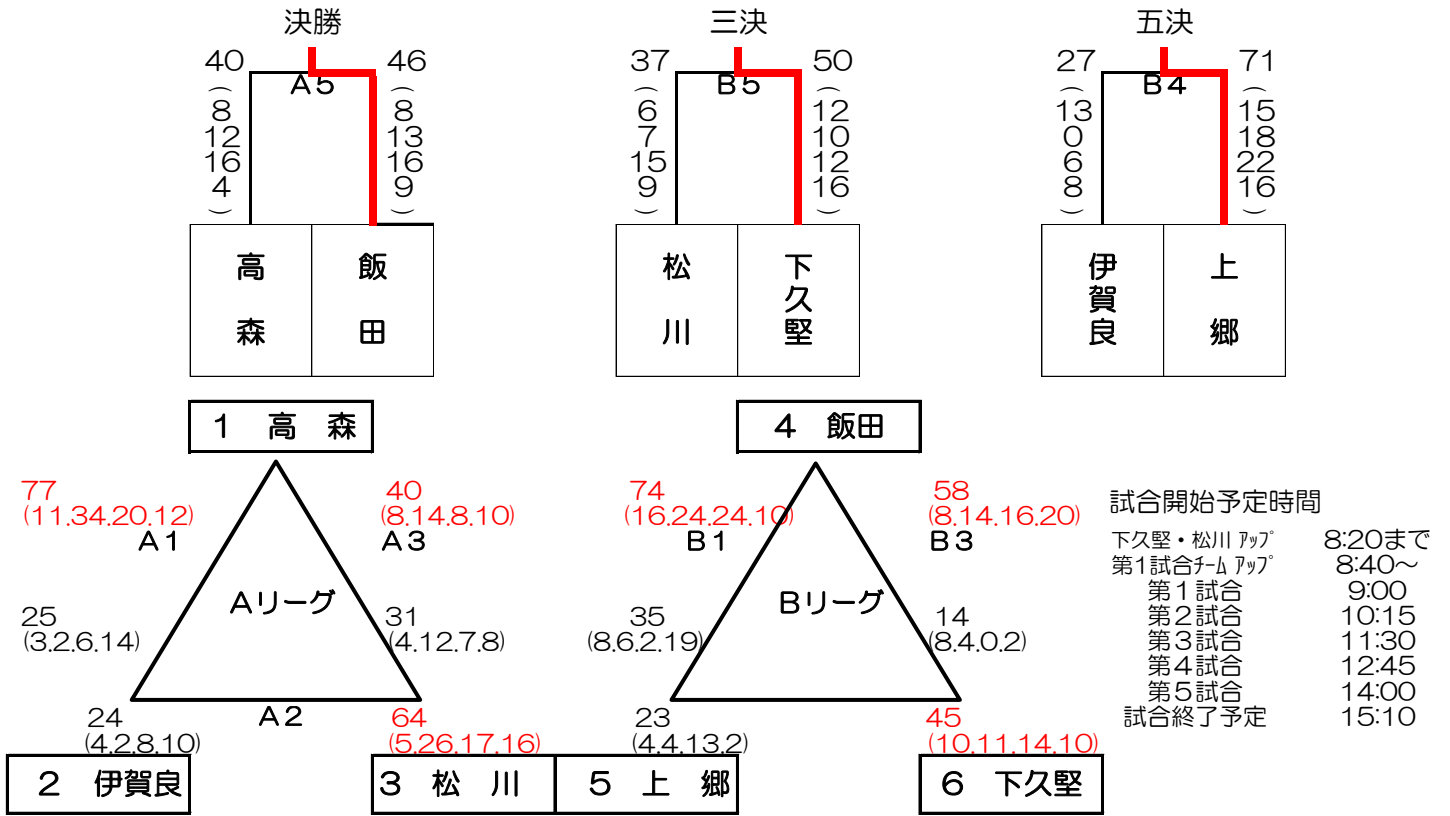 決勝 三決 五決
40 46 37 50 27 71
A5 B5 B4
(8 12 16 4) (8 13 16 9) (6 7 15 9) (12 10 12 16) (13 0 6 8) (15 18 22 16)
高森 飯田 松川 下久堅 伊賀良 上郷
1 高 森
4 飯田
77 40 74 58
(11.34.20.12) (8.14.8.10) (16.24.24.10) (8.14.16.20)
A1 A3 B1 B3
Aリーグ Bリーグ
25 31 35 14
(3.2.6.14) (4.12.7.8) (8.6.2.19) (8.4.0.2)
24 64 23 45
A2
(4.2.8.10) (5.26.17.16) (4.4.13.2) (10.11.14.10)
2 伊賀良
3 松 川
5 上 郷
6 下久堅
試合開始予定時間
下久堅・松川 アップ 8:20まで
第1試合チーム アップ 8:40~
第1試合 9:00
第2試合 10:15
第3試合 11:30
第4試合 12:45
第5試合 14:00
試合終了予定 15:10